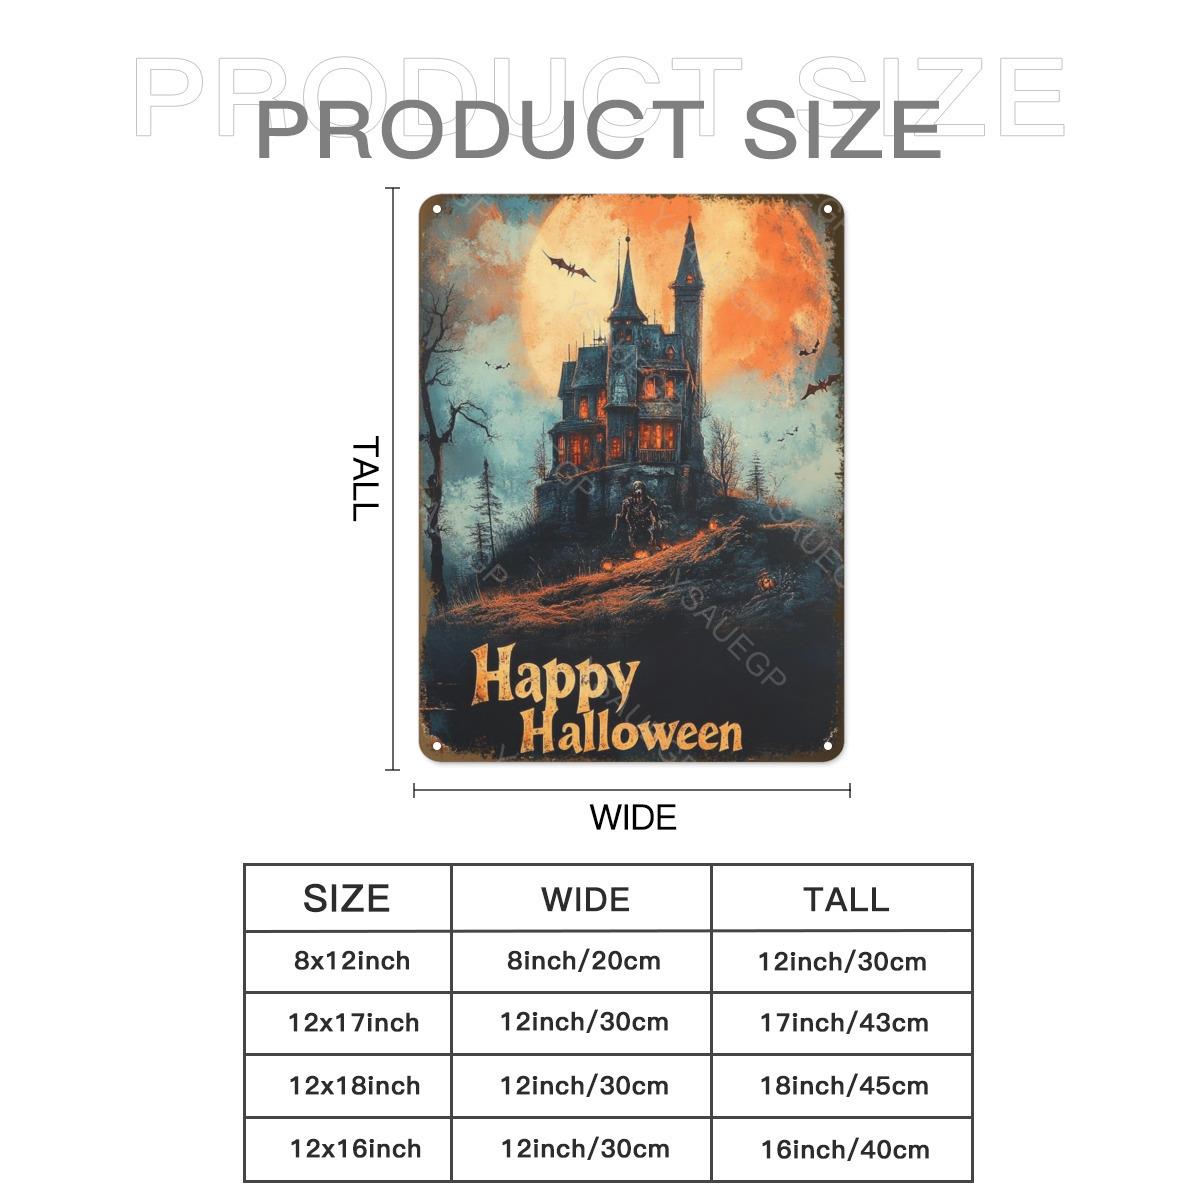 PRODUCT SIZE
PRODUCT SIZE
TALL
YSAUEGP
Happy
Halloween
WIDE
SIZE WIDE TALL
8x12inch 8inch/20cm 12inch/30cm
12x17inch 12inch/30cm 17inch/43cm
12x18inch 12inch/30cm 18inch/45cm
12x16inch 12inch/30cm 16inch/40cm